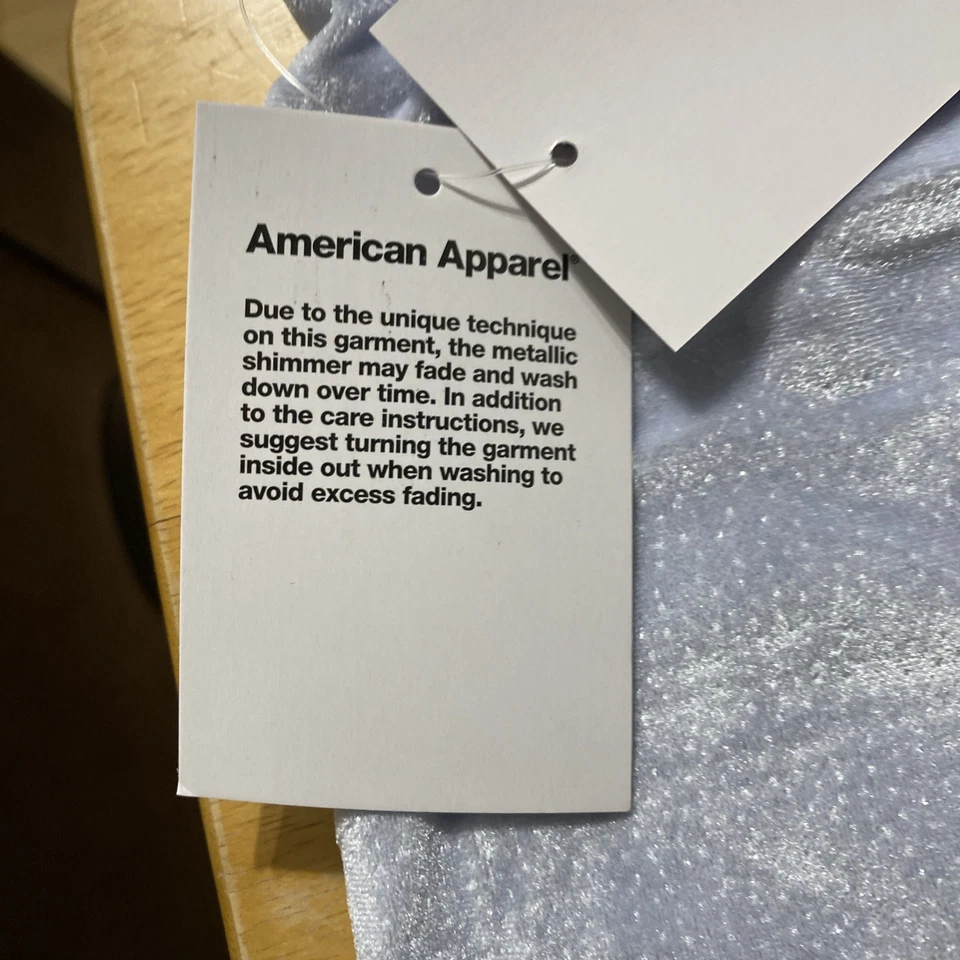 American Apparel®
Due to the unique technique
on this garment, the metallic
shimmer may fade and wash
down over time. In addition
to the care instructions, we
suggest turning the garment
inside out when washing to
avoid excess fading.